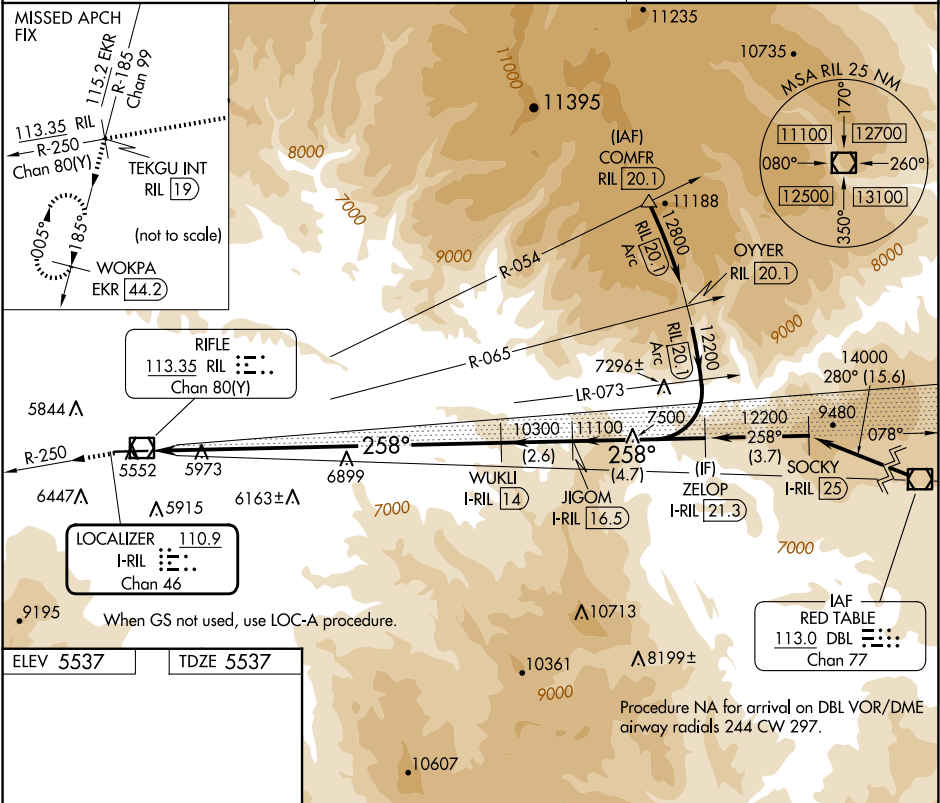 MISSED APCH
FIX
115.2 EKR
R-185
Chan 99
113.35 RIL
R-250
Chan 80(Y)
TEKGU INT
RIL 19
(not to scale)
005°
185°
WOKPA
EKR 44.2
11235
10735
11000
11395
8000
7000
9000
MSA RIL 25 NM
170°
11100
12700
080°
260°
12500
13100
350°
(IAF)
COMFR
RIL 20.1
11188
12800
RIL 20.1
Arc
R-054
OYYER
RIL 20.1
8000
9000
R-065
RIL 20.1
Arc
12200
RIFLE
113.35 RIL
Chan 80(Y)
7296±
LR-073
14000
280° (15.6)
5844
7500
10300
11100
12200
9480
R-250
258°
(2.6)
258°
(4.7)
258°
(3.7)
078°
5552
5973
6899
WUKLI
I-RIL 14
JIGOM
I-RIL 16.5
(IF)
ZELOP
I-RIL 21.3
SOCKY
I-RIL 25
6447
5915
6163±
7000
7000
LOCALIZER 110.9
I-RIL
Chan 46
9195
When GS not used, use LOC-A procedure.
10713
IAF
RED TABLE
113.0 DBL
Chan 77
ELEV 5537
TDZE 5537
10361
8199±
9000
Procedure NA for arrival on DBL VOR/DME
airway radials 244 CW 297.
10607